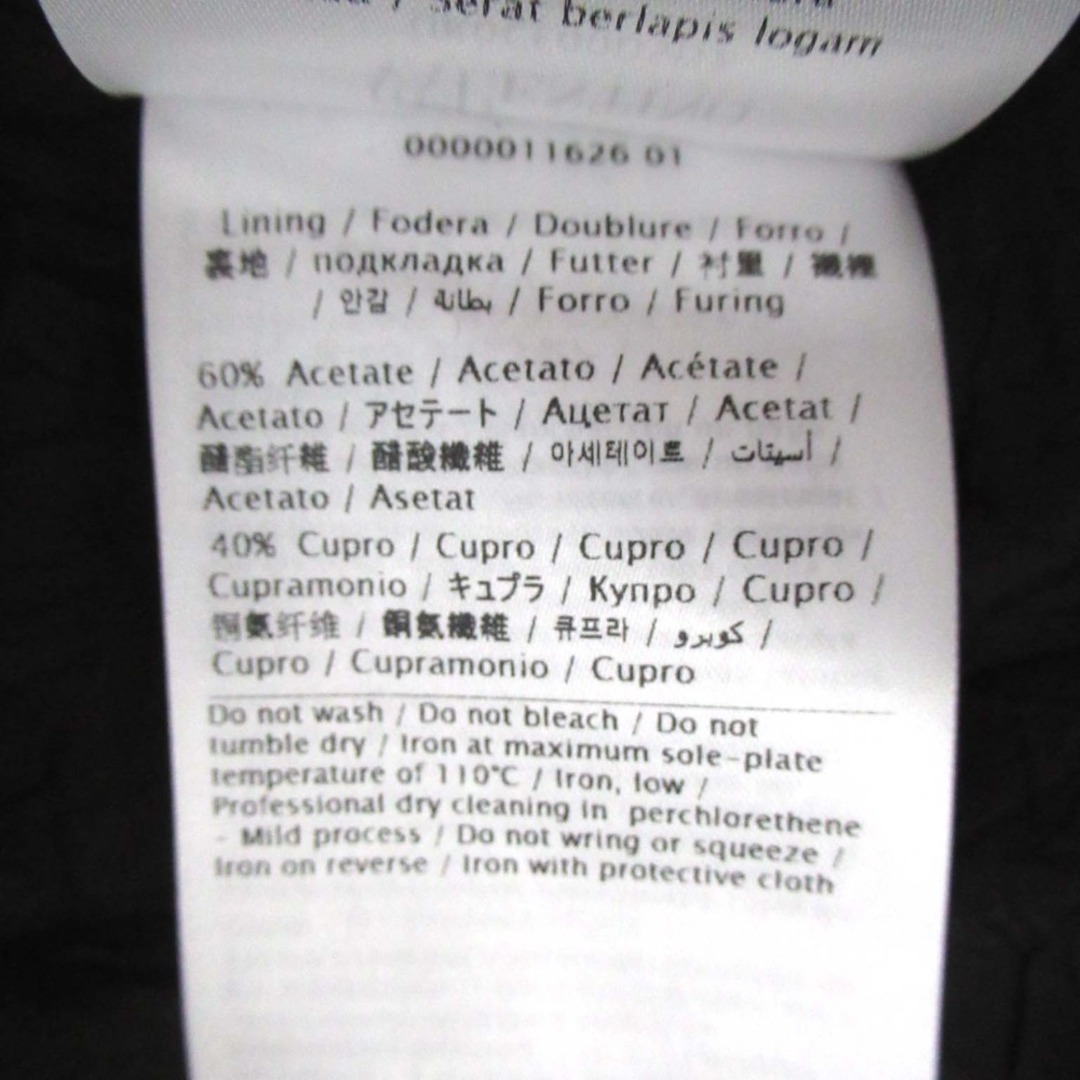 / serat berlapis logam
0000011626 01
Lining / Fodera / Doublure / Forro /
裏地 / подкладка / Futter / 衬里 / 襯裡
/ 안감 / بطانة / Forro / Furing
60% Acetate / Acetato / Acétate /
Acetato / アセテート / Ацетат / Acetat /
醋酯纤维 / 醋酸纖維 / 아세테이트 / أسيتات /
Acetato / Asetat
40% Cupro / Cupro / Cupro / Cupro /
Cupramonio / キュプラ / Купро / Cupro /
铜氨纤维 / 銅氨纖維 / 큐프라 / كوبرو /
Cupro / Cupramonio / Cupro
Do not wash / Do not bleach / Do not
tumble dry / Iron at maximum sole-plate
temperature of 110°C / Iron, low /
Professional dry cleaning in perchlorethene
- Mild process / Do not wring or squeeze /
Iron on reverse / Iron with protective cloth